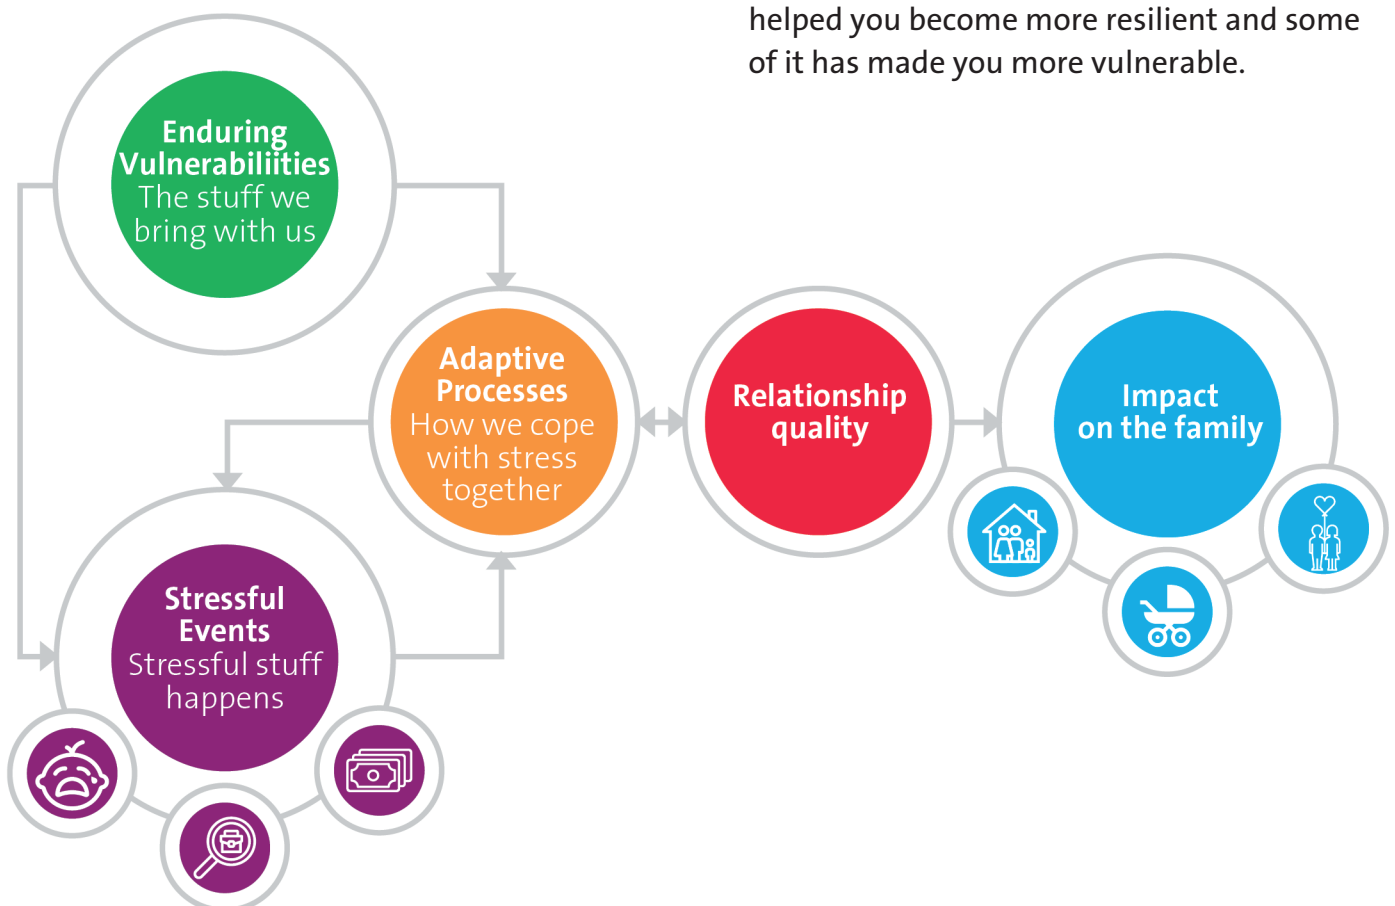 helped you become more resilient and some
of it has made you more vulnerable.
Enduring
Vulnerabiliities
The stuff we
bring with us
Adaptive
Processes
How we cope
with stress
together
Relationship
quality
Impact
on the family
Stressful
Events
Stressful stuff
happens